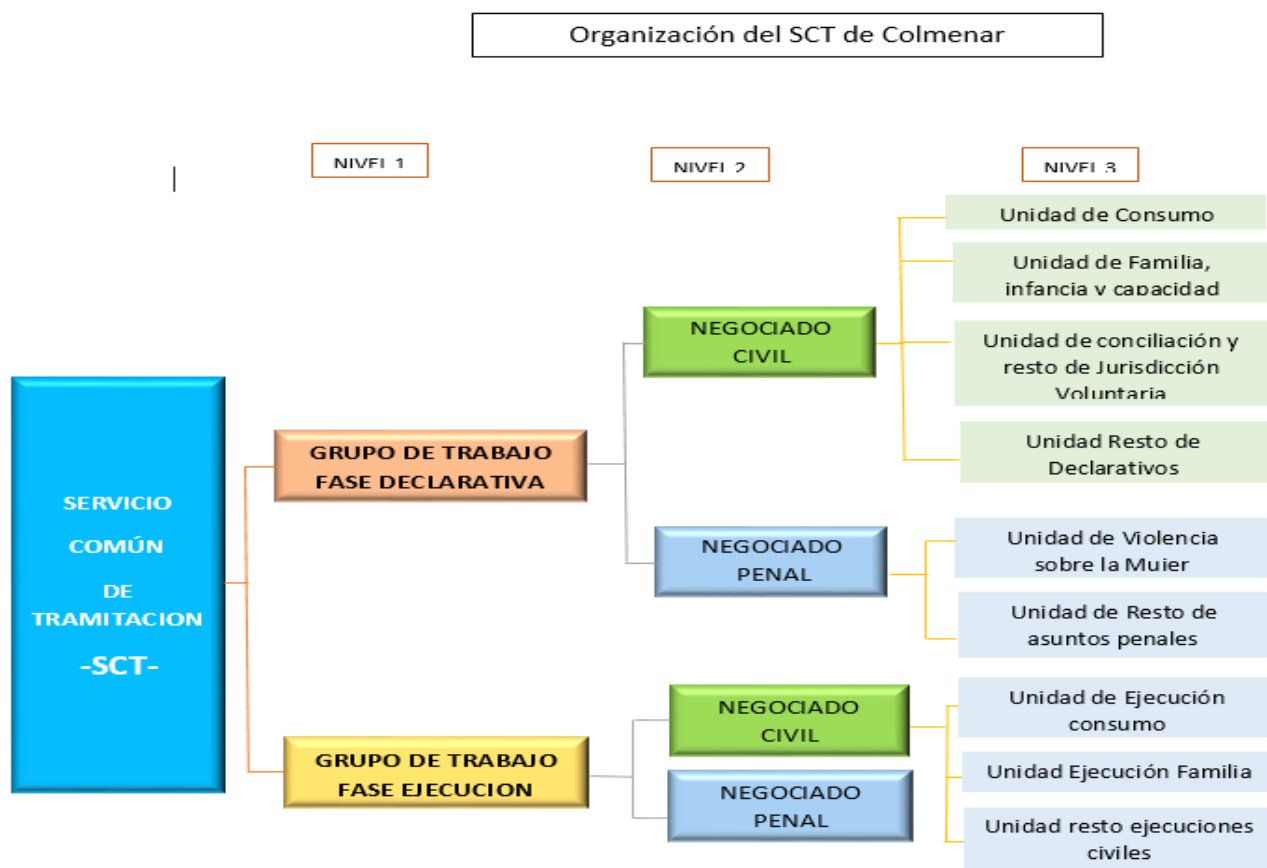 Organización del SCT de Colmenar
NIVEL 1
NIVEL 2
NIVEL 3
SERVICIO
COMÚN
DE
TRAMITACION
-SCT-
GRUPO DE TRABAJO
FASE DECLARATIVA
NEGOCIADO
CIVIL
Unidad de Consumo
Unidad de Familia,
infancia y capacidad
Unidad de conciliación y
resto de Jurisdicción
Voluntaria
Unidad Resto de
Declarativos
NEGOCIADO
PENAL
Unidad de Violencia
sobre la Mujer
Unidad de Resto de
asuntos penales
GRUPO DE TRABAJO
FASE EJECUCION
NEGOCIADO
CIVIL
Unidad de Ejecución
consumo
Unidad Ejecución Familia
Unidad resto ejecuciones
civiles
NEGOCIADO
PENAL